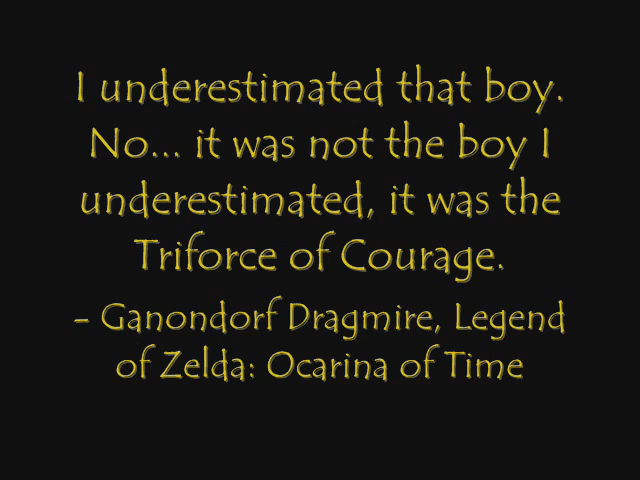 I underestimated that boy.
No... it was not the boy I
underestimated, it was the
Triforce of Courage.
- Ganondorf Dragmire, Legend
of Zelda: Ocarina of Time